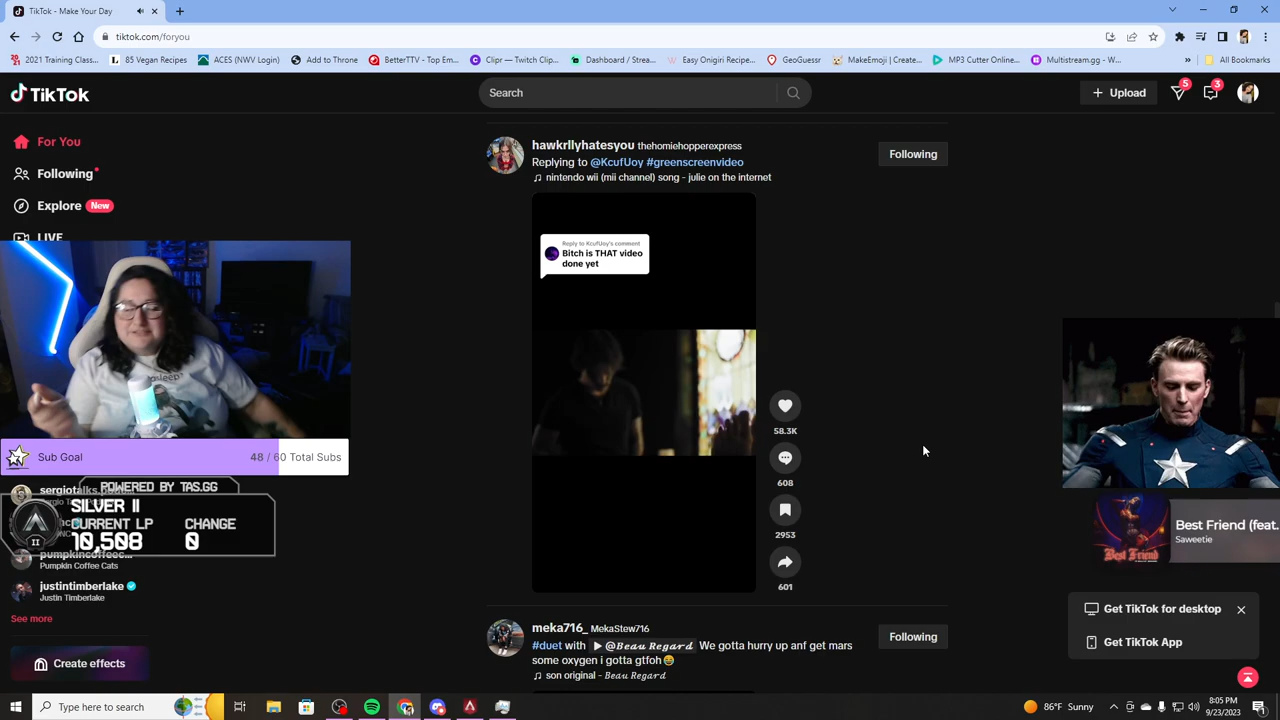 TikTok - Make Your Day
tiktok.com/foryou
2021 Training Class...
85 Vegan Recipes
ACES (NWV Login)
Add to Throne
BetterTTV - Top Em...
Clipr — Twitch Clip...
Dashboard / Strea...
Easy Onigiri Recipe...
GeoGuessr
MakeEmoji | Create...
MP3 Cutter Online...
Multistream.gg - W...
»
All Bookmarks
TikTok
Search
+ Upload
5
3
For You
Following
Explore New
LIVE
hawkrllyhatesyou thehomiehopperexpress
Replying to @KcufUoy #greenscreenvideo
♫ nintendo wii (mii channel) song - julie on the internet
Following
Reply to KcufUoy's comment
Bitch is THAT video
done yet
58.3K
608
2953
601
Sub Goal
48 / 60 Total Subs
POWERED BY TAS.GG
SILVER II
CURRENT LP
CHANGE
10,508
0
II
pumpkincoffeec...
Pumpkin Coffee Cats
justintimberlake
Justin Timberlake
See more
Create effects
Best Friend (feat.
Saweetie
Best Friend
meka716_ MekaStew716
#duet with ▶ @𝑩𝒆𝒂𝒖 𝑹𝒆𝒈𝒂𝒓𝒅 We gotta hurry up anf get mars
some oxygen i gotta gtfoh😅
♫ son original - 𝐵𝑒𝑎𝑢 𝑅𝑒𝑔𝑎𝑟𝑑
Following
Get TikTok for desktop
Get TikTok App
Type here to search
86°F Sunny
8:05 PM
9/23/2023
1